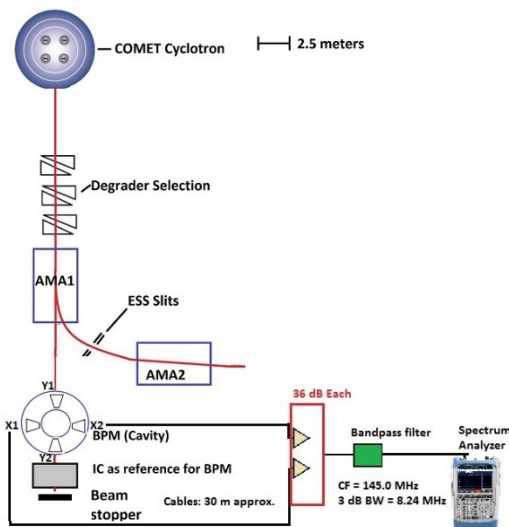 COMET Cyclotron
2.5 meters
Degrader Selection
AMA1
ESS Slits
AMA2
Y1
36 dB Each
X1
X2
BPM (Cavity)
Y2
IC as reference for BPM
Beam
stopper
Cables: 30 m approx.
Bandpass filter
CF = 145.0 MHz
3 dB BW = 8.24 MHz
Spectrum
Analyzer